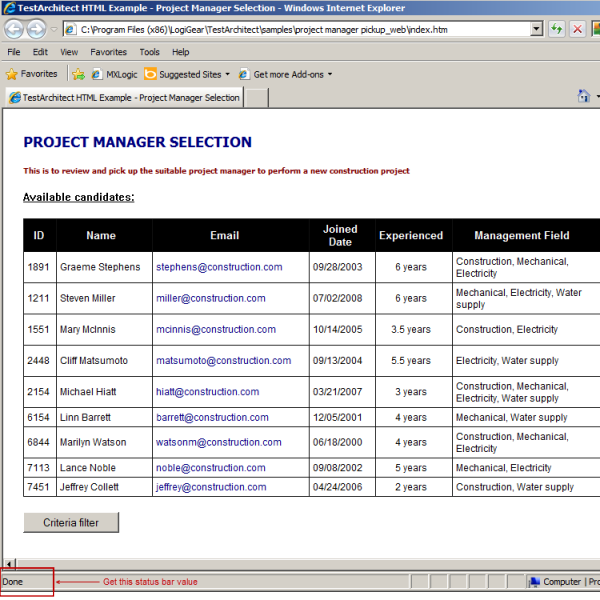 TestArchitect HTML Example - Project Manager Selection - Windows Internet Explorer
C:\Program Files (x86)\LogiGear\TestArchitect\samples\project manager pickup_web\index.htm
File Edit View Favorites Tools Help
Favorites MXLogic Suggested Sites Get more Add-ons
TestArchitect HTML Example - Project Manager Selection
PROJECT MANAGER SELECTION
This is to review and pick up the suitable project manager to perform a new construction project
Available candidates:
ID Name Email Joined Date Experienced Management Field
1891 Graeme Stephens stephens@construction.com 09/28/2003 6 years Construction, Mechanical, Electricity
1211 Steven Miller miller@construction.com 07/02/2008 6 years Mechanical, Electricity, Water supply
1551 Mary McInnis mcinnis@construction.com 10/14/2005 3.5 years Construction, Electricity
2448 Cliff Matsumoto matsumoto@construction.com 09/13/2004 5.5 years Electricity, Water supply
2154 Michael Hiatt hiatt@construction.com 03/21/2007 3 years Construction, Mechanical, Electricity, Water supply
6154 Linn Barrett barrett@construction.com 12/05/2001 4 years Mechanical, Water supply
6844 Marilyn Watson watsonm@construction.com 06/18/2000 4 years Construction, Mechanical, Electricity
7113 Lance Noble noble@construction.com 09/08/2002 5 years Mechanical, Electricity
7451 Jeffrey Collett jeffrey@construction.com 04/24/2006 2 years Construction, Water supply
Criteria filter
Done Get this status bar value Computer | Pro